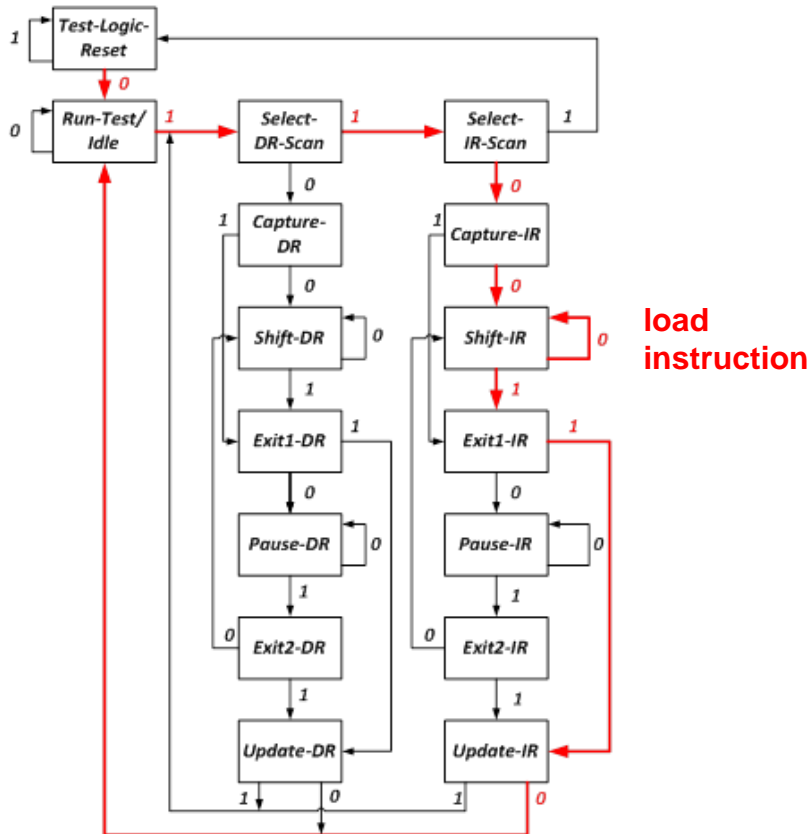 Test-Logic-
Reset
1
0
Run-Test/
Idle
0
1
Select-
DR-Scan
1
Select-
IR-Scan
1
0
0
1
Capture-
DR
1
Capture-IR
0
0
Shift-DR
0
Shift-IR
0
load
instruction
1
1
Exit1-DR
1
Exit1-IR
1
0
0
Pause-DR
0
Pause-IR
0
1
1
0
Exit2-DR
0
Exit2-IR
1
1
Update-DR
Update-IR
1
0
1
0